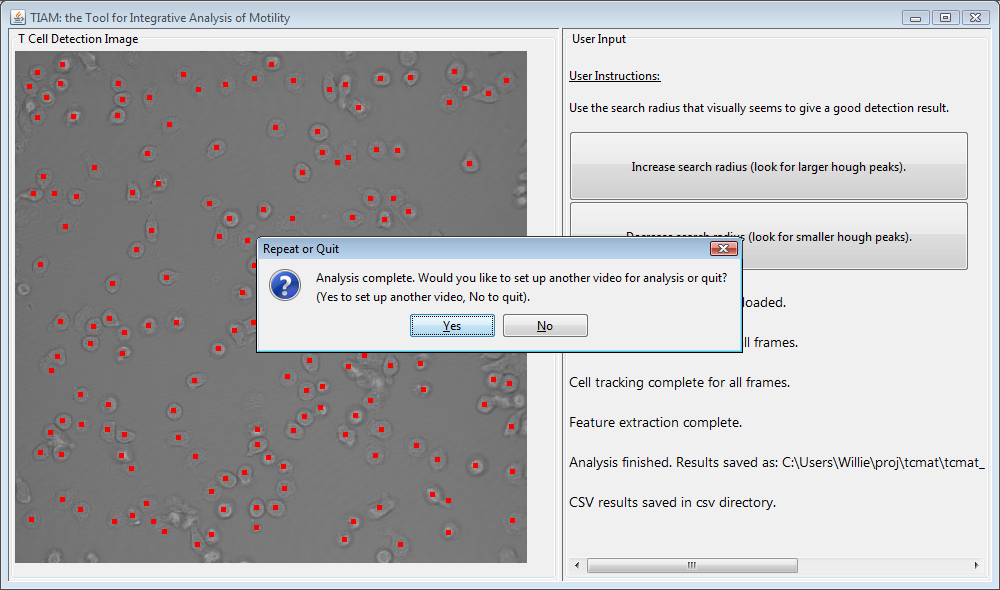 TIAM: the Tool for Integrative Analysis of Motility
T Cell Detection Image
User Input
User Instructions:
Use the search radius that visually seems to give a good detection result.
Increase search radius (look for larger hough peaks).
(look for smaller hough peaks).
Repeat or Quit
Analysis complete. Would you like to set up another video for analysis or quit?
(Yes to set up another video, No to quit).
Yes
No
loaded.
frames.
Cell tracking complete for all frames.
Feature extraction complete.
Analysis finished. Results saved as: C:\Users\Willie\proj\tcmat\tcmat_
CSV results saved in csv directory.